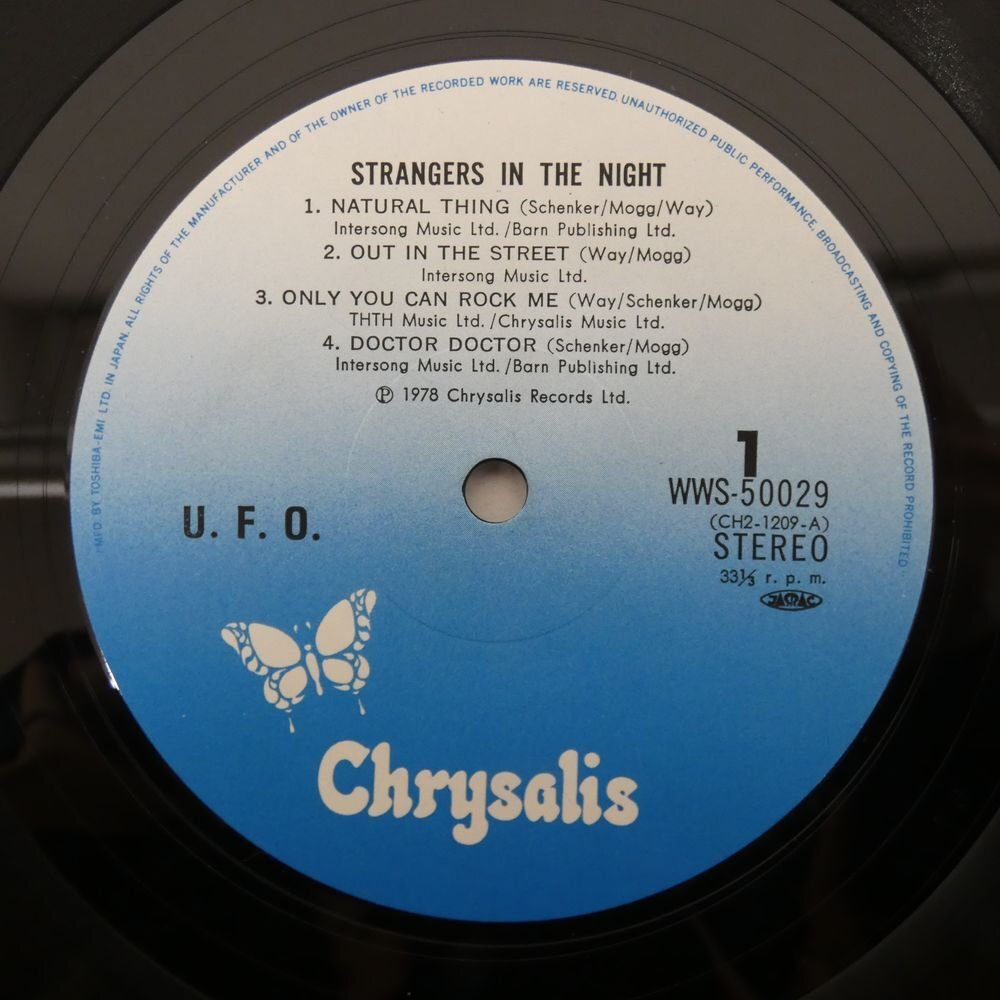 MFD BY TOSHIBA-EMI LTD. IN JAPAN. ALL RIGHTS OF THE MANUFACTURER AND OF THE OWNER OF THE RECORDED WORK ARE RESERVED. UNAUTHORIZED PUBLIC PERFORMANCE, BROADCASTING AND COPYING OF THE RECORD PROHIBITED
STRANGERS IN THE NIGHT
1. NATURAL THING (Schenker/Mogg/Way)
Intersong Music Ltd./Barn Publishing Ltd.
2. OUT IN THE STREET (Way/Mogg)
Intersong Music Ltd.
3. ONLY YOU CAN ROCK ME (Way/Schenker/Mogg)
THTH Music Ltd./Chrysalis Music Ltd.
4. DOCTOR DOCTOR (Schenker/Mogg)
Intersong Music Ltd./Barn Publishing Ltd.
Ⓟ 1978 Chrysalis Records Ltd.
1
WWS-50029
(CH2-1209-A)
STEREO
33⅓ r. p. m.
JASRAC
U. F. O.
Chrysalis